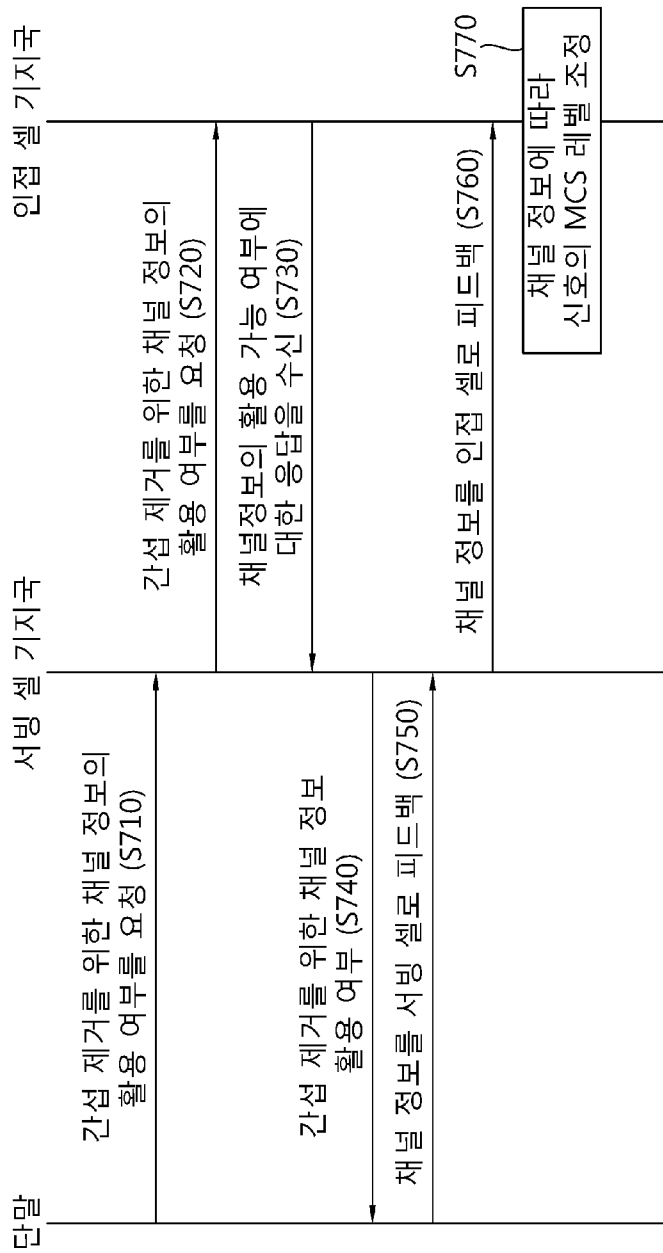 단말
서빙 셀 기지국
인접 셀 기지국
간섭 제거를 위한 채널 정보의
활용 여부를 요청 (S710)
간섭 제거를 위한 채널 정보의
활용 여부를 요청 (S720)
채널정보의 활용 가능 여부에
대한 응답을 수신 (S730)
간섭 제거를 위한 채널 정보
활용 여부 (S740)
채널 정보를 서빙 셀로 피드백 (S750)
채널 정보를 인접 셀로 피드백 (S760)
S770
채널 정보에 따라
신호의 MCS 레벨 조정